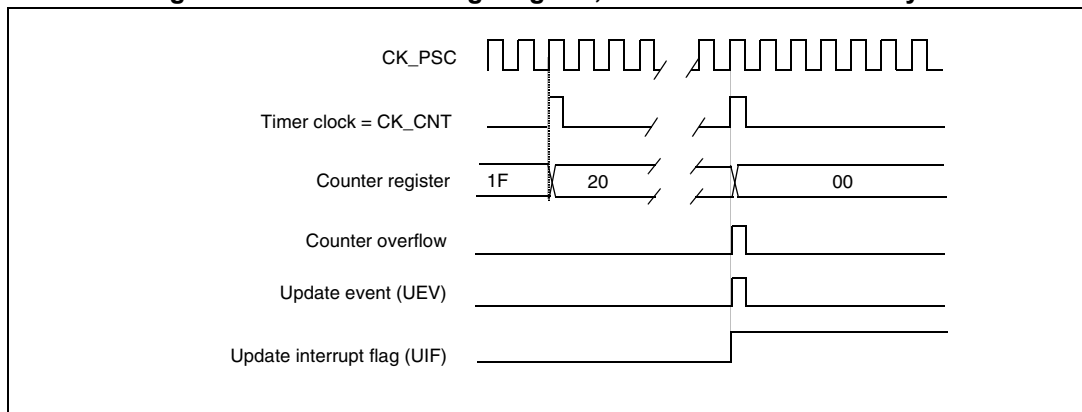 CK_PSC
Timer clock = CK_CNT
Counter register
1F
20
00
Counter overflow
Update event (UEV)
Update interrupt flag (UIF)